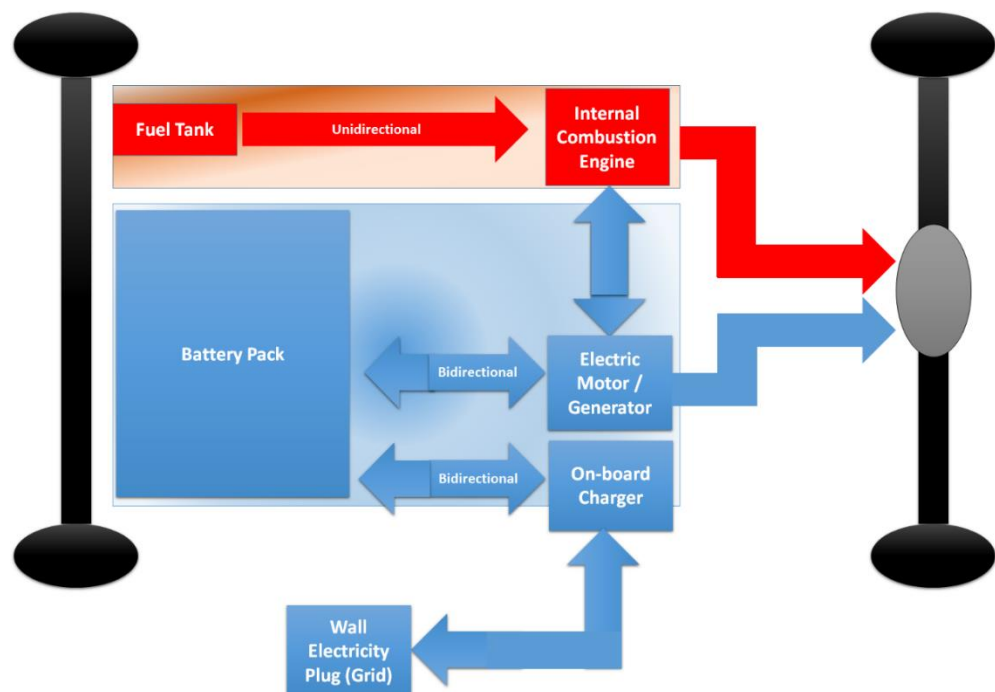 Fuel Tank
Unidirectional
Internal
Combustion
Engine
Battery Pack
Bidirectional
Electric
Motor /
Generator
Bidirectional
On-board
Charger
Wall
Electricity
Plug (Grid)